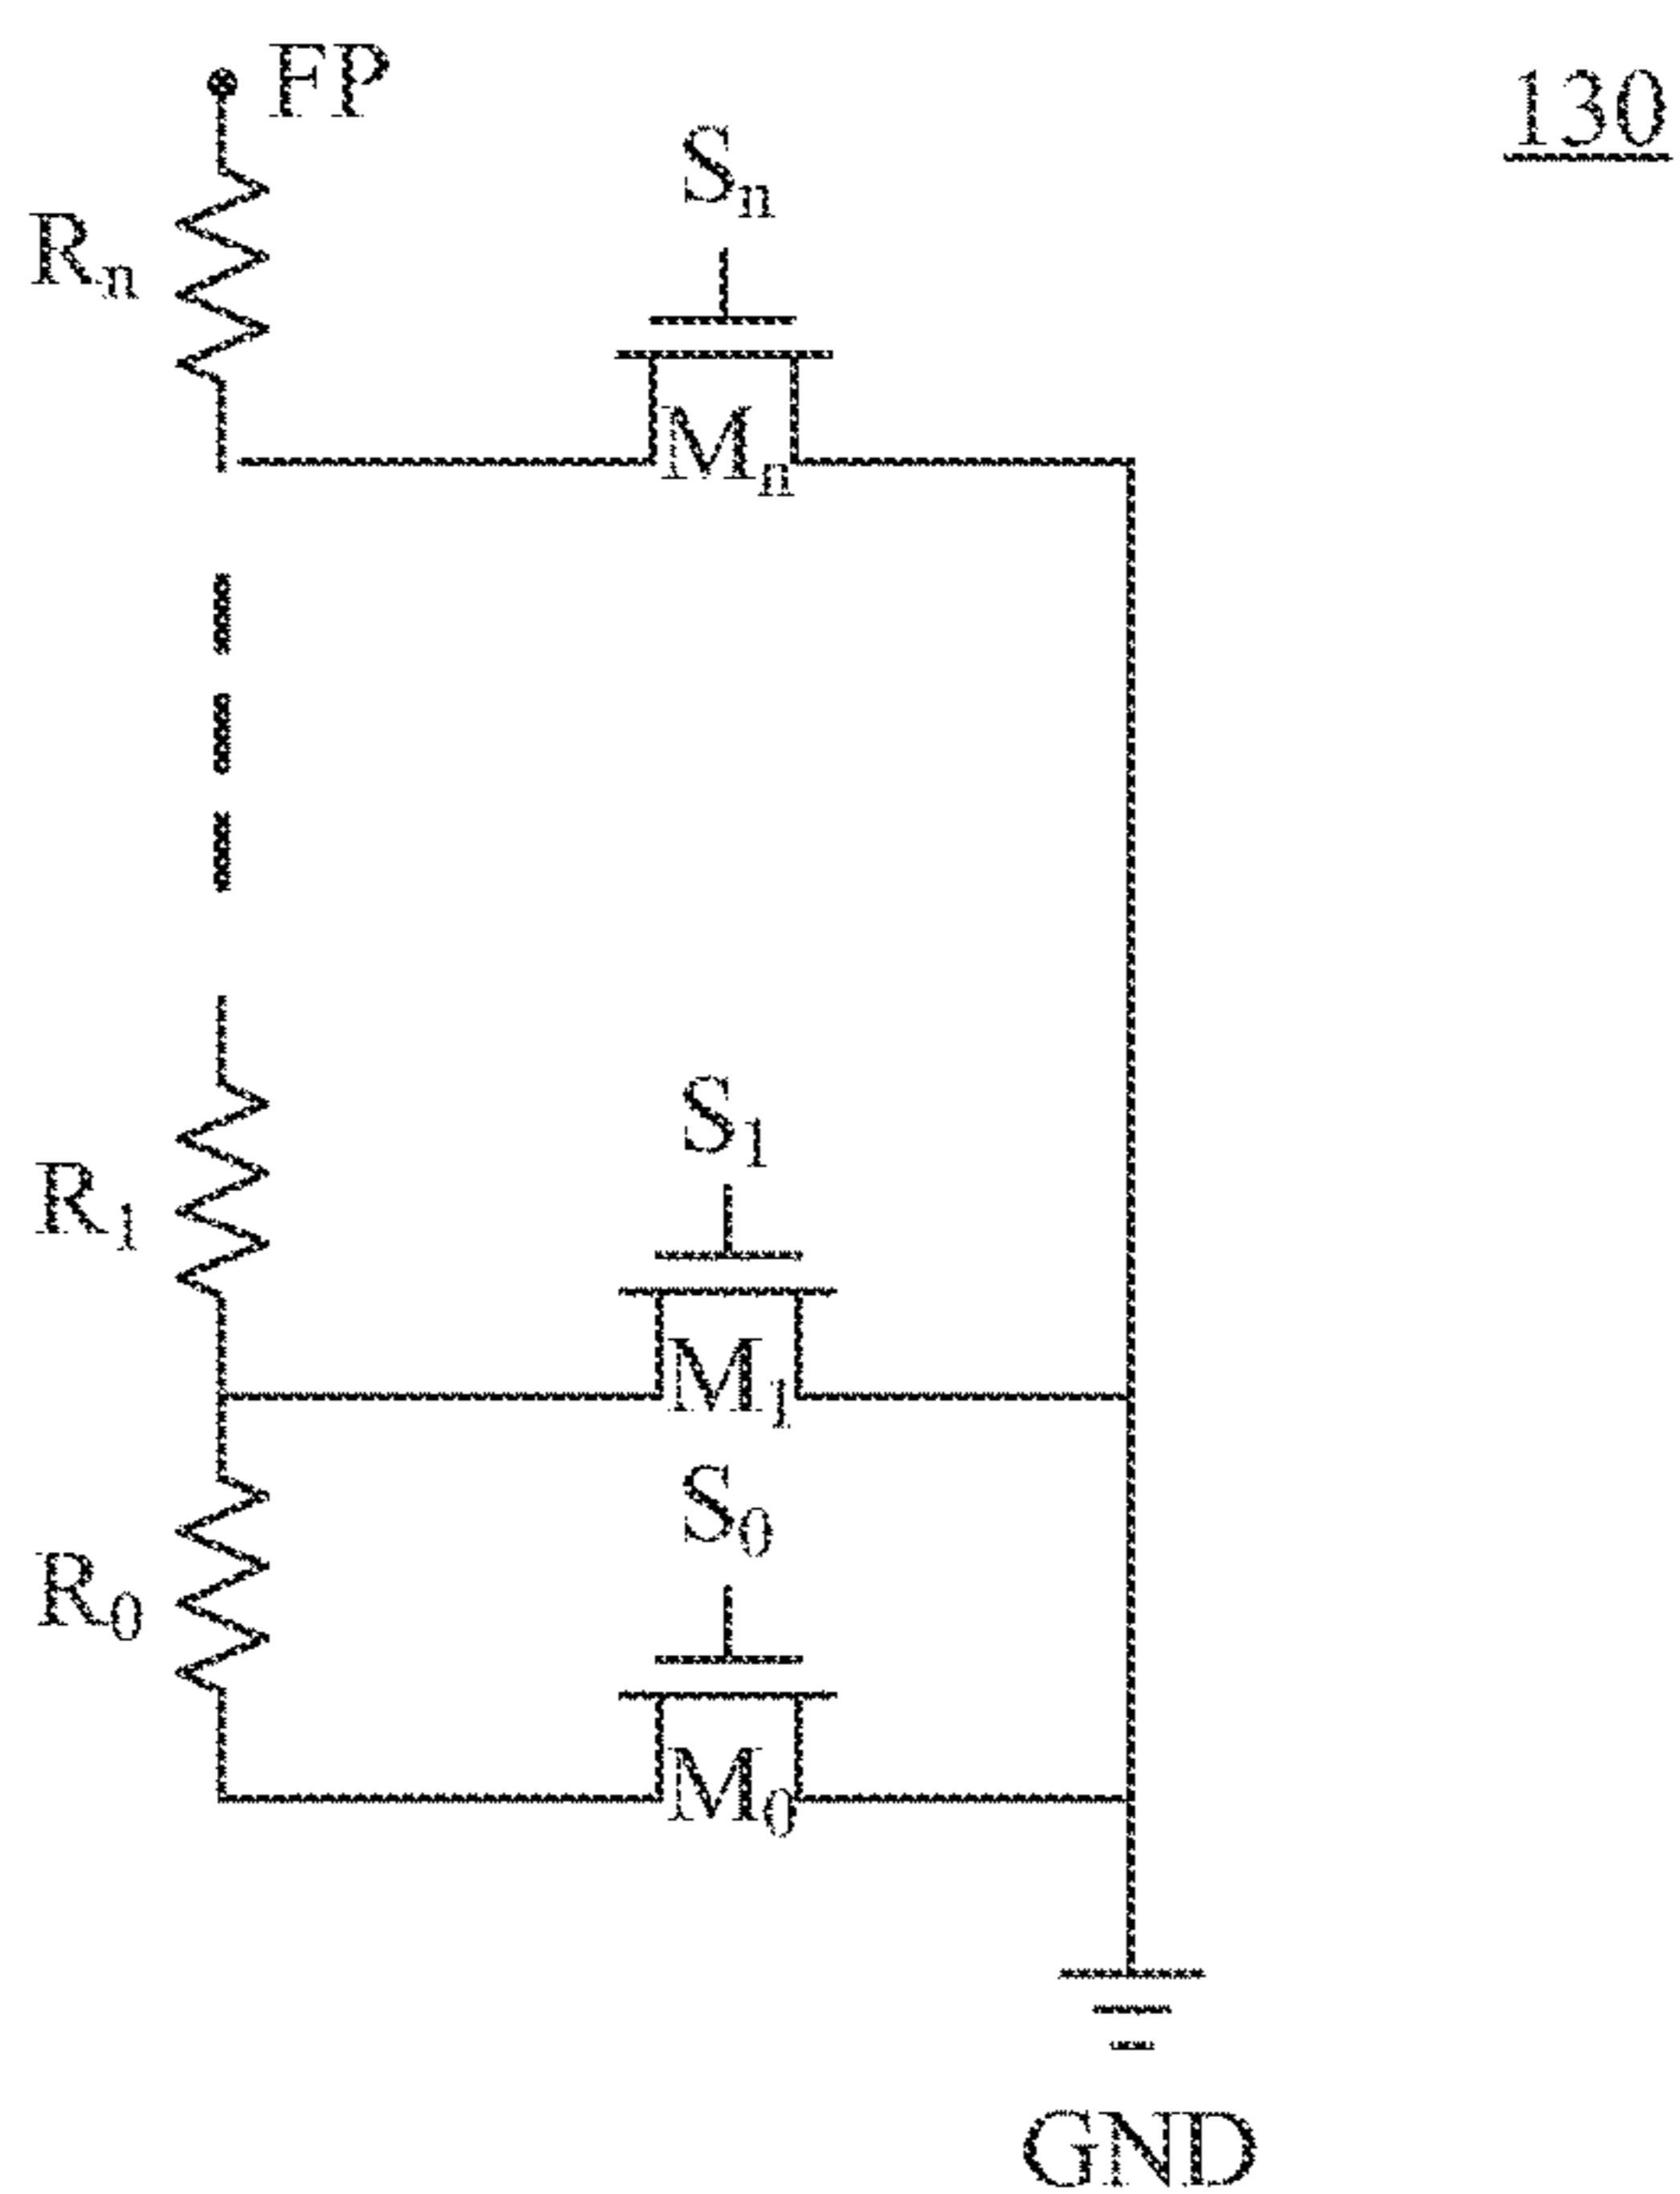 FP
130
Sₙ
Rₙ
Mₙ
S₁
R₁
M₁
S₀
R₀
M₀
GND